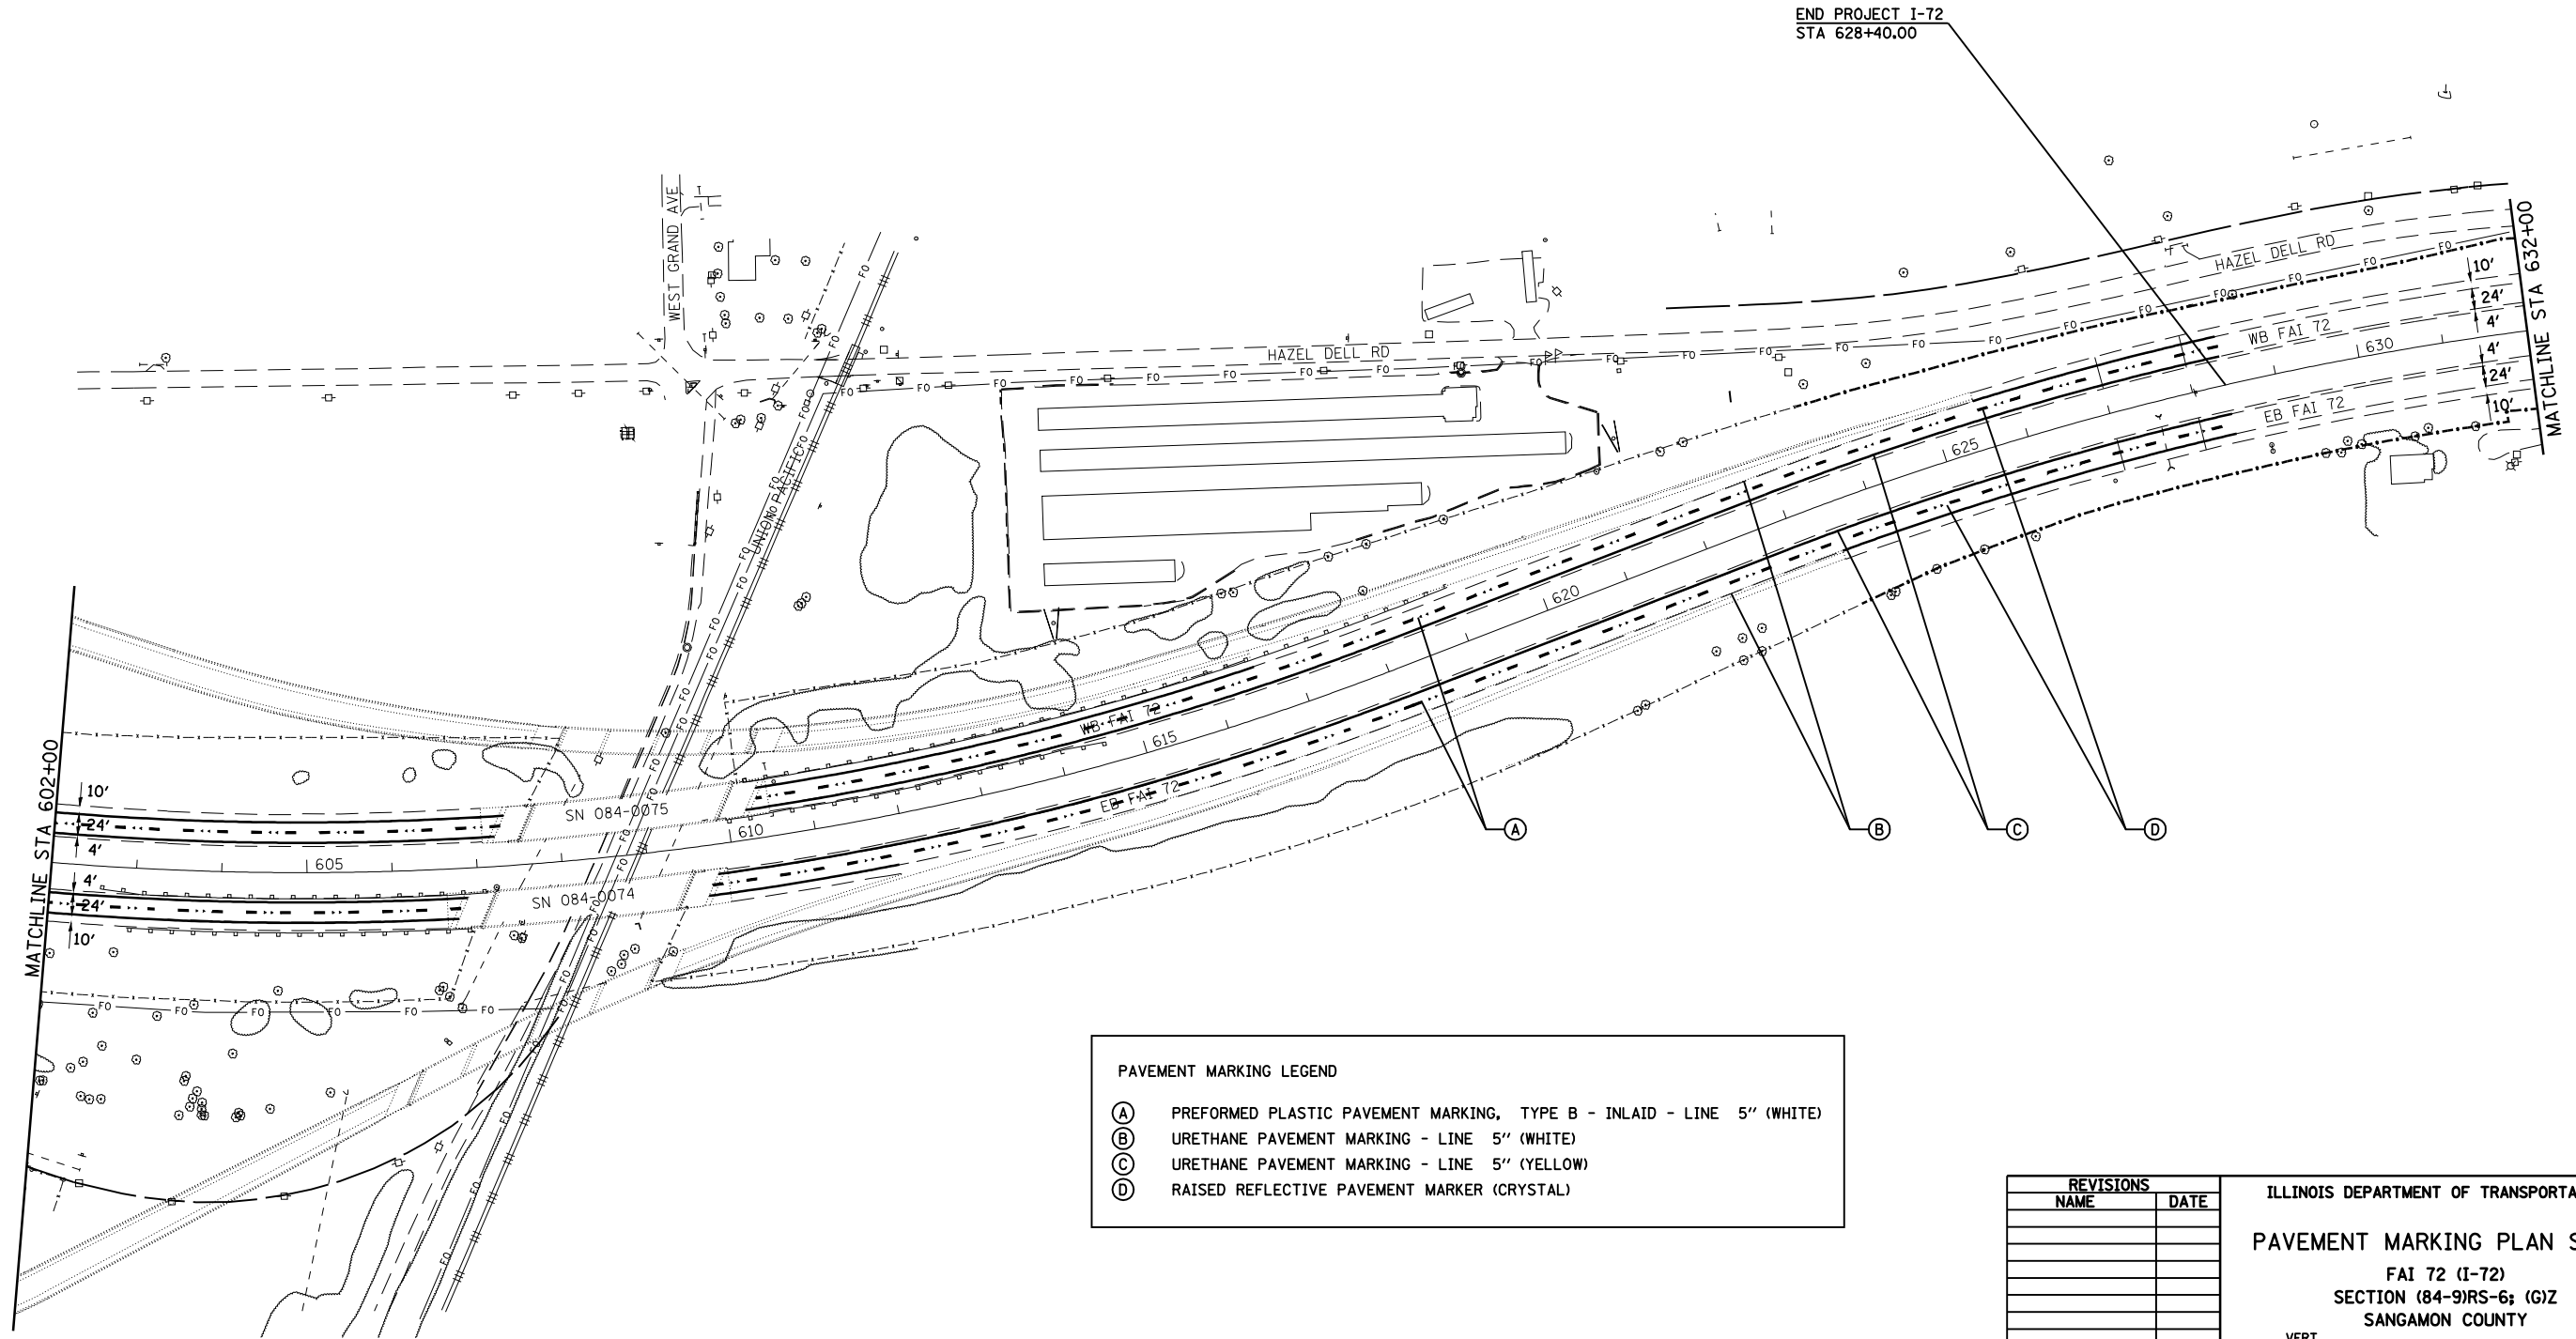 END PROJECT I-72
STA 628+40.00
WEST GRAND AVE
HAZEL DELL RD
HAZEL DELL RD
UNION PACIFIC
MATCHLINE STA 632+00
10'
24'
4'
4'
24'
10'
WB FAI 72
EB FAI 72
630
625
620
615
610
605
WB FAI 72
EB FAI 72
SN 084-0075
SN 084-0074
MATCHLINE STA 602+00
10'
24'
4'
4'
24'
10'
FO
A
B
C
D
PAVEMENT MARKING LEGEND
A PREFORMED PLASTIC PAVEMENT MARKING, TYPE B - INLAID - LINE 5" (WHITE)
B URETHANE PAVEMENT MARKING - LINE 5" (WHITE)
C URETHANE PAVEMENT MARKING - LINE 5" (YELLOW)
D RAISED REFLECTIVE PAVEMENT MARKER (CRYSTAL)
REVISIONS
NAME DATE
ILLINOIS DEPARTMENT OF TRANSPORTA
PAVEMENT MARKING PLAN S
FAI 72 (I-72)
SECTION (84-9)RS-6; (G)Z
SANGAMON COUNTY
VERT